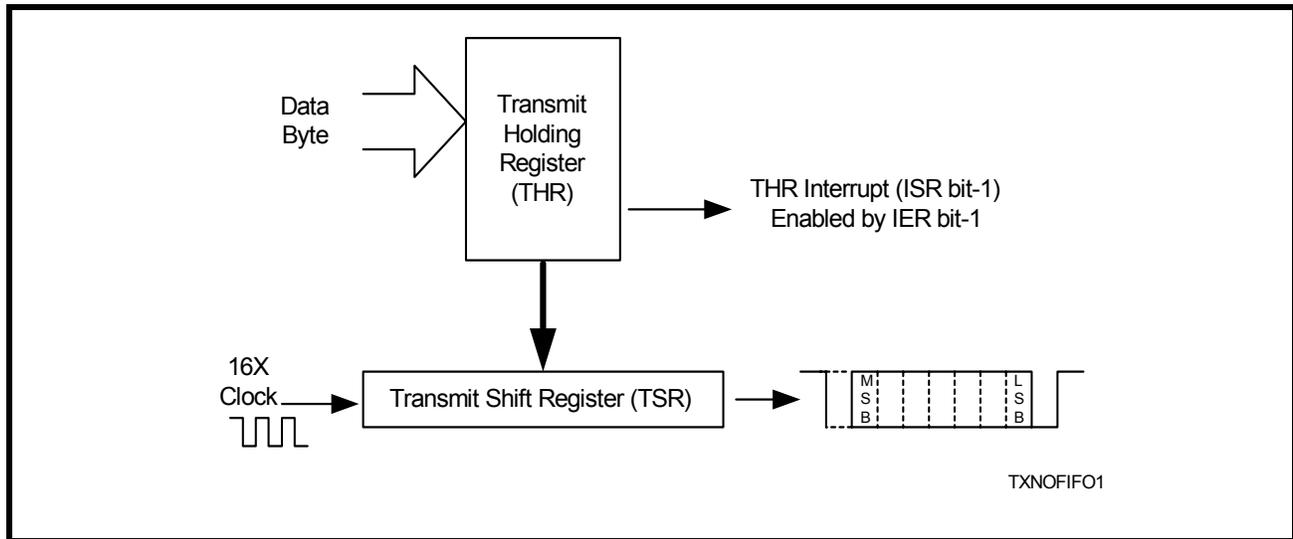 Data
Byte
Transmit
Holding
Register
(THR)
THR Interrupt (ISR bit-1)
Enabled by IER bit-1
16X
Clock
Transmit Shift Register (TSR)
M
S
B
L
S
B
TXNOFIFO1